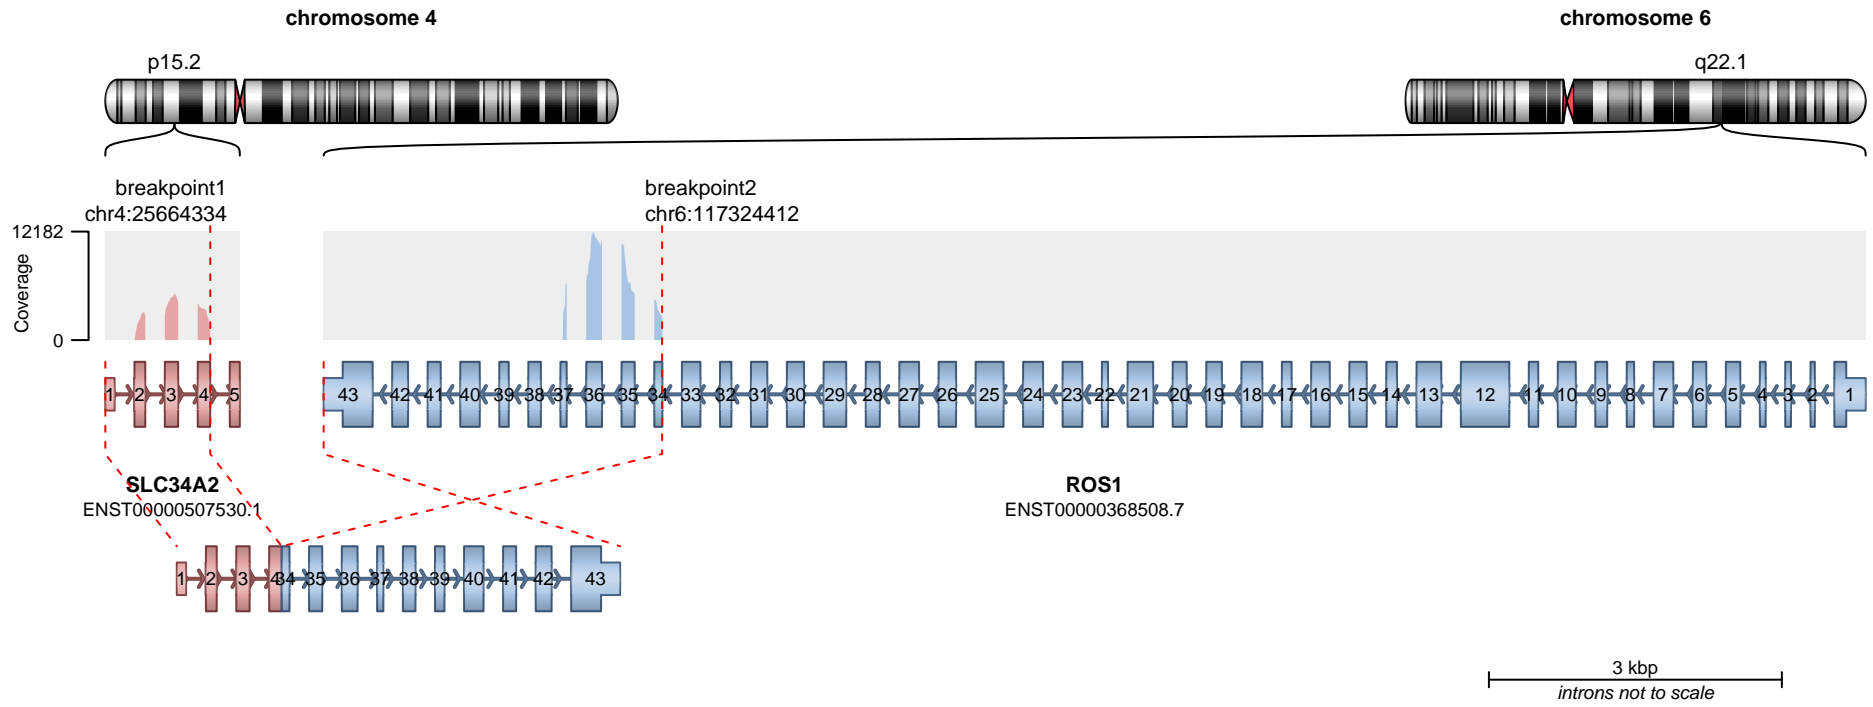 chromosome 4
chromosome 6
p15.2
q22.1
breakpoint1
chr4:25664334
breakpoint2
chr6:117324412
12182
Coverage
0
1 2 3 4 5
43 42 41 40 39 38 37 36 35 34 33 32 31 30 29 28 27 26 25 24 23 22 21 20 19 18 17 16 15 14 13 12 11 10 9 8 7 6 5 4 3 2 1
SLC34A2
ENST00000507530.1
ROS1
ENST00000368508.7
1 2 3 4 34 35 36 37 38 39 40 41 42 43
3 kbp
introns not to scale